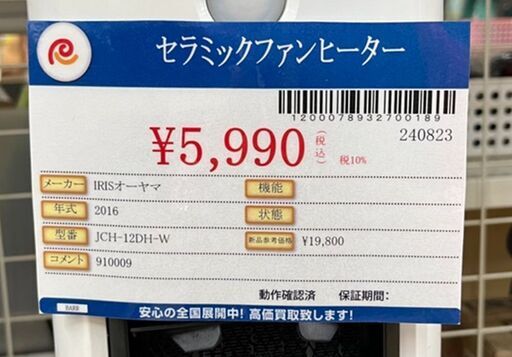 セラミックファンヒーター
1200078932700189
¥5,990 (税込) 税10%
240823
メーカー IRISオーヤマ 機能
年式 2016 状態
型番 JCH-12DH-W 新品参考価格 ¥19,800
コメント 910009
動作確認済 保証期間:
BARR 安心の全国展開中! 高価買取致します!